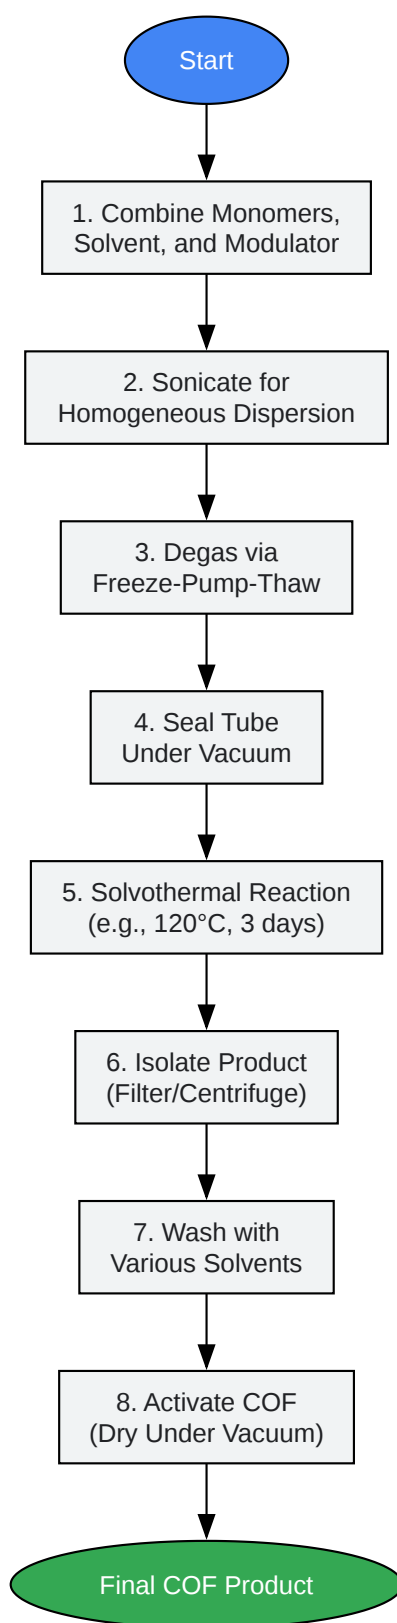 Start
1. Combine Monomers,
Solvent, and Modulator
2. Sonicate for
Homogeneous Dispersion
3. Degas via
Freeze-Pump-Thaw
4. Seal Tube
Under Vacuum
5. Solvothermal Reaction
(e.g., 120°C, 3 days)
6. Isolate Product
(Filter/Centrifuge)
7. Wash with
Various Solvents
8. Activate COF
(Dry Under Vacuum)
Final COF Product